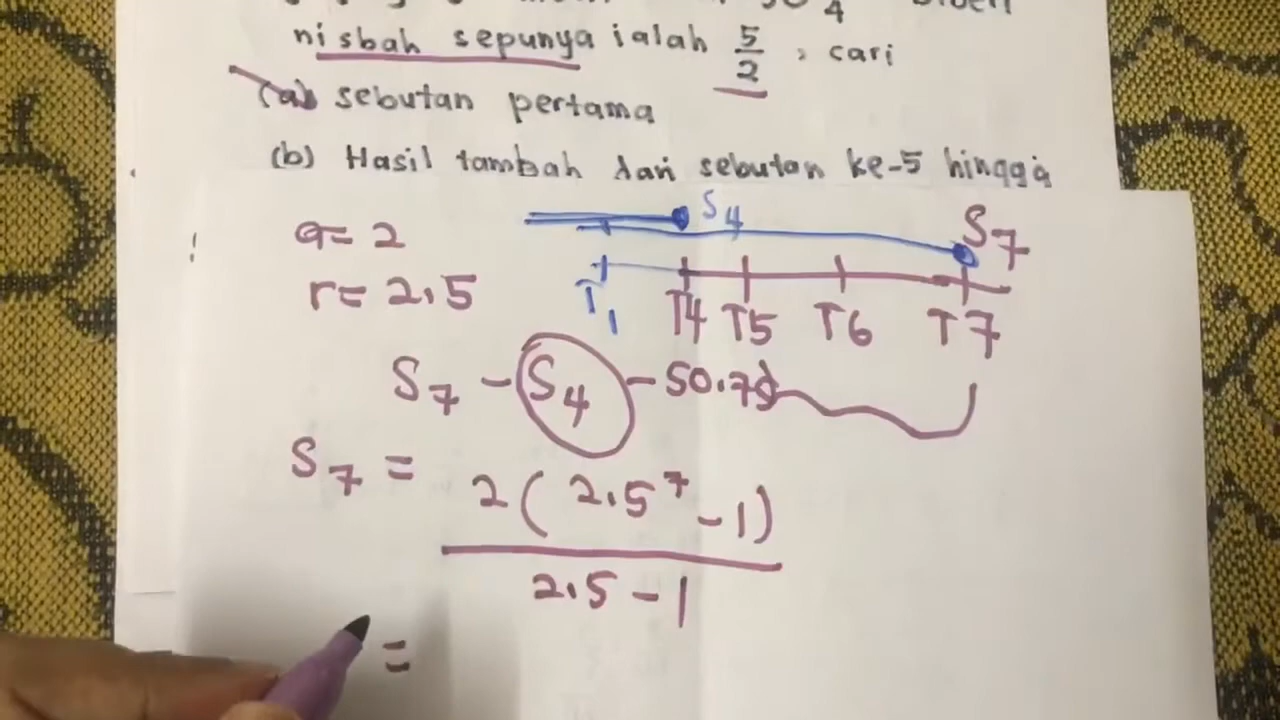 4
nisbah sepunya ialah 5/2, cari
(a) sebutan pertama
(b) Hasil tambah dari sebutan ke-5 hingga
a = 2
r = 2.5
S4
S7
T1 T4 T5 T6 T7
S7 - S4 - 50.75
S7 = 2(2.5^7 - 1)
2.5 - 1
=